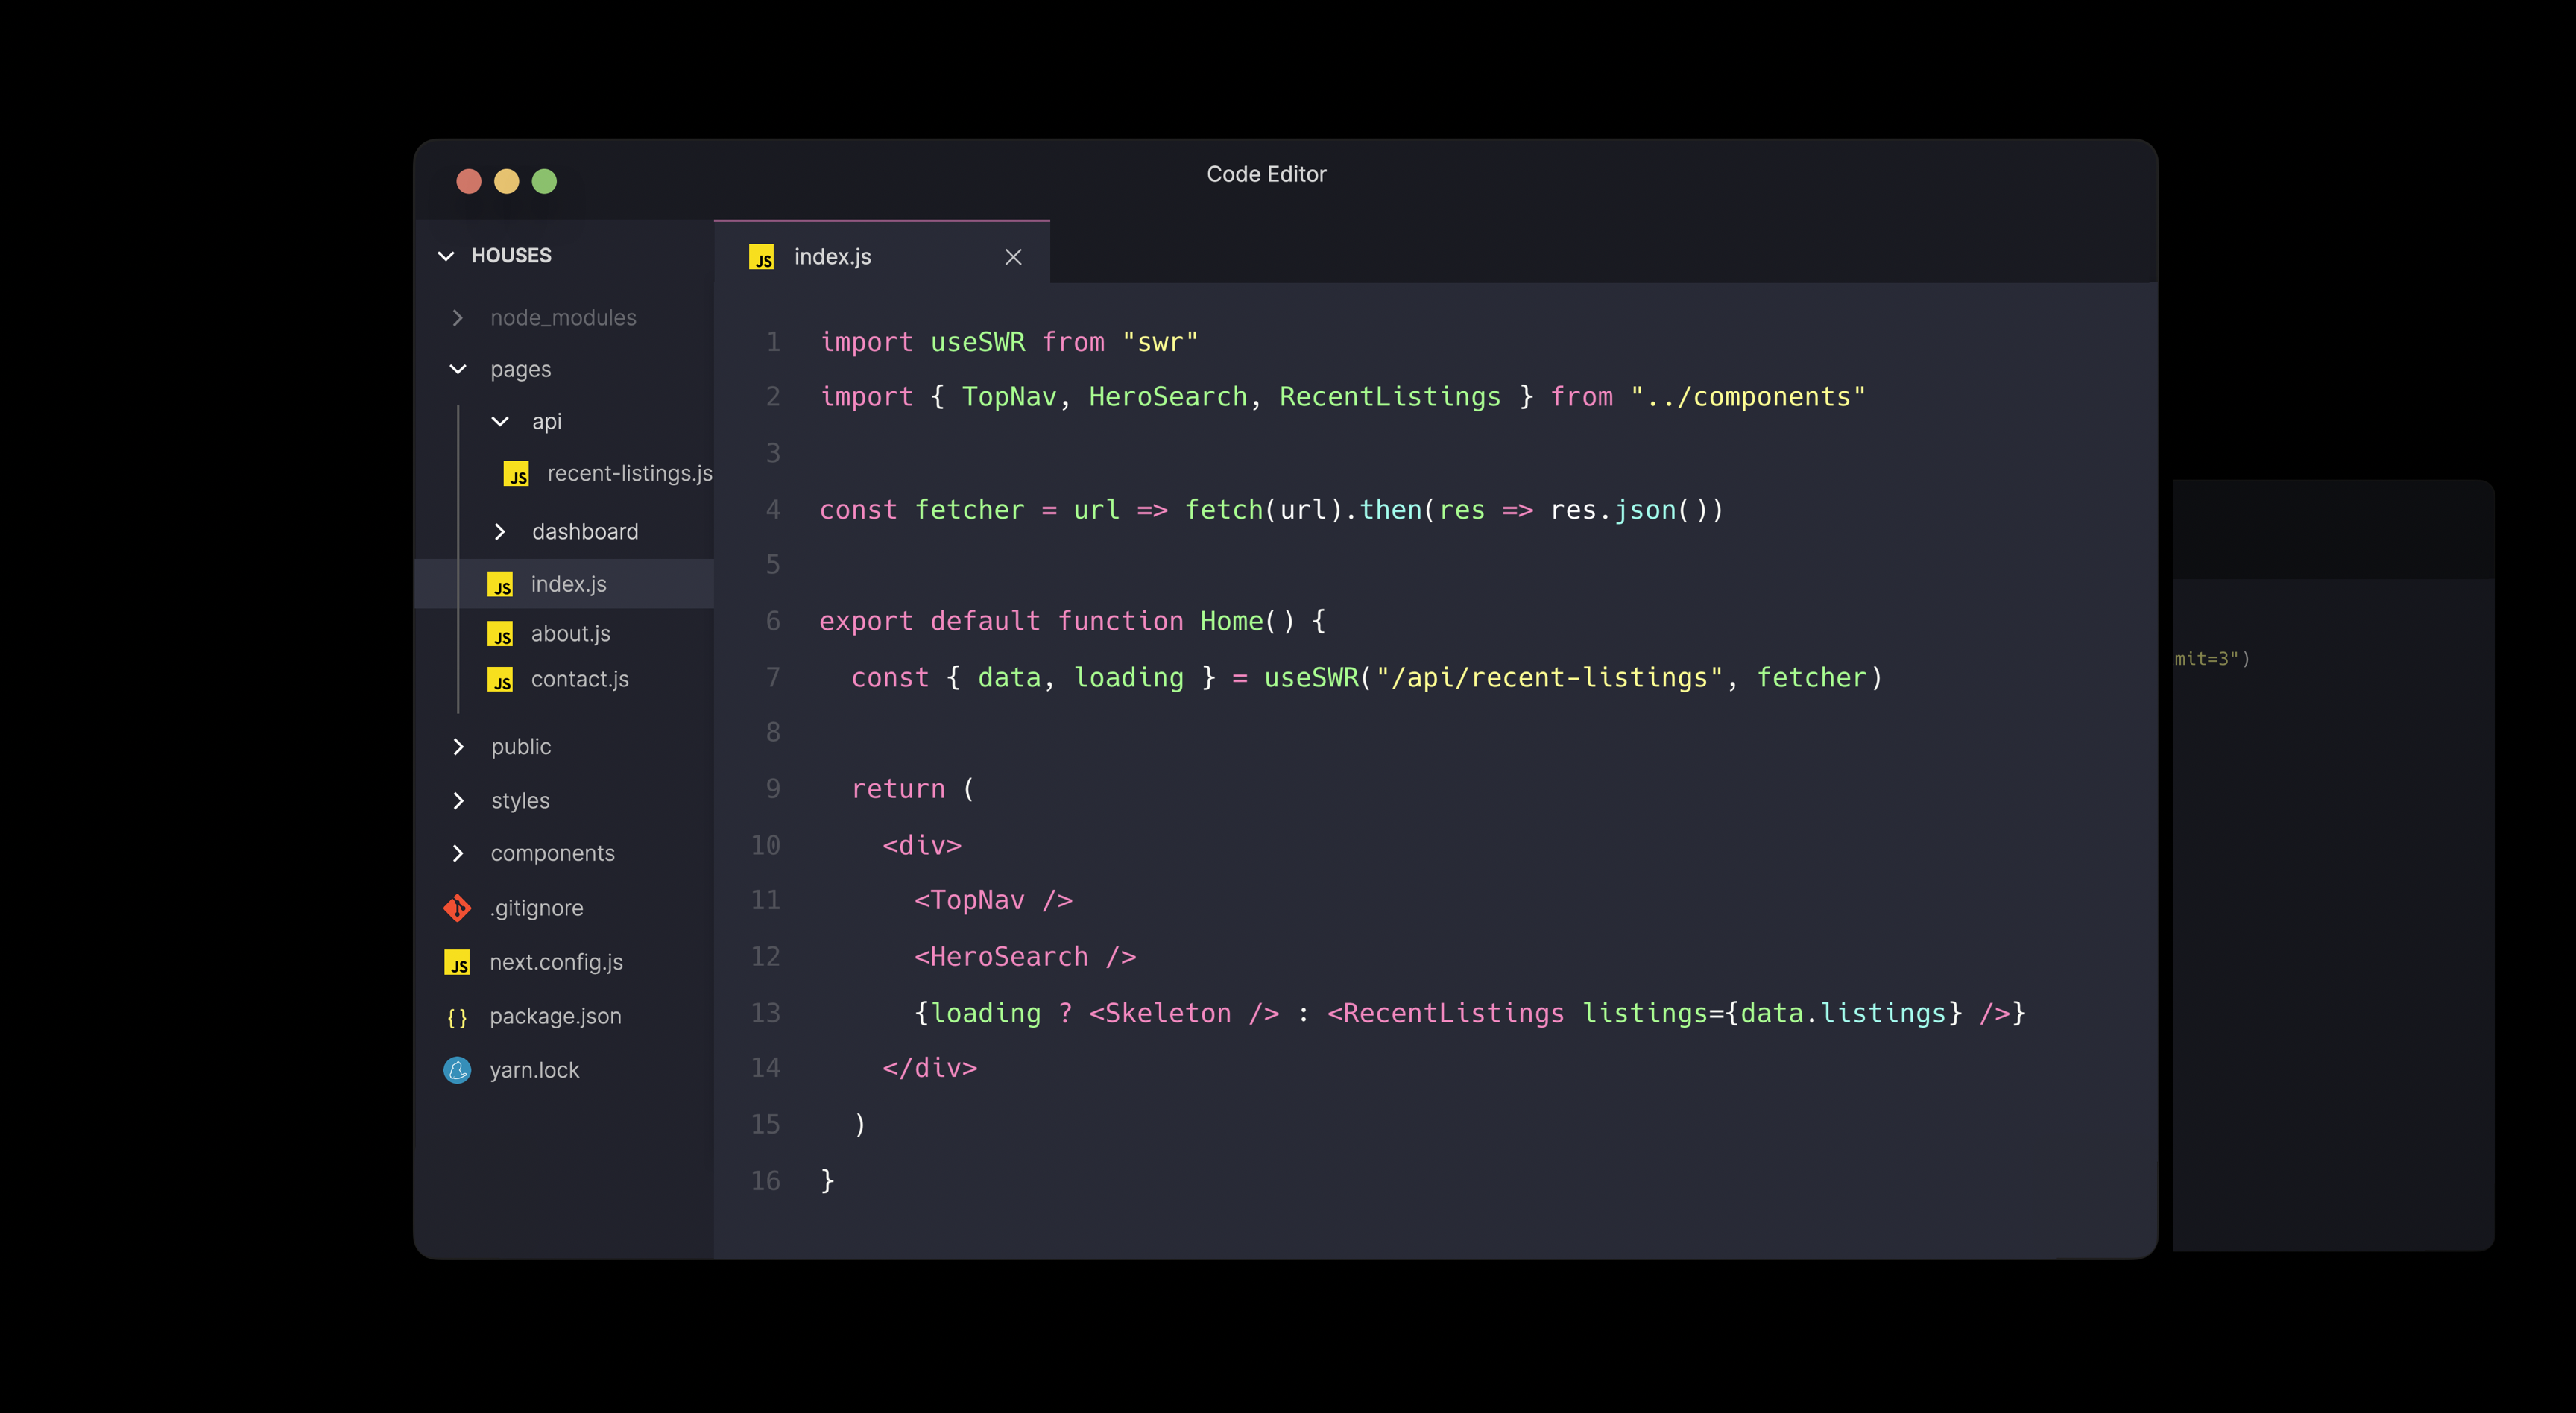 Code Editor
HOUSES
node_modules
pages
api
JS recent-listings.js
dashboard
JS index.js
JS about.js
JS contact.js
public
styles
components
.gitignore
JS next.config.js
{ } package.json
yarn.lock
JS index.js
1 import useSWR from "swr"
2 import { TopNav, HeroSearch, RecentListings } from "../components"
3
4 const fetcher = url => fetch(url).then(res => res.json())
5
6 export default function Home() {
7   const { data, loading } = useSWR("/api/recent-listings", fetcher)
8
9   return (
10     <div>
11       <TopNav />
12       <HeroSearch />
13       {loading ? <Skeleton /> : <RecentListings listings={data.listings} />}
14     </div>
15   )
16 }
mit=3")